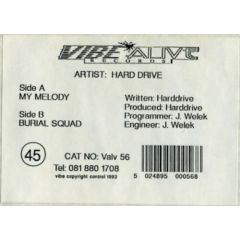 VIBE ALIVE
RECORDS
ARTIST: HARD DRIVE
Side A
MY MELODY
Side B
BURIAL SQUAD
Written: Harddrive
Produced: Harddrive
Programmer: J. Welek
Engineer: J. Welek
45
CAT NO: Valv 56
Tel: 081 880 1708
vibe copyright control 1993
5 024895 000568